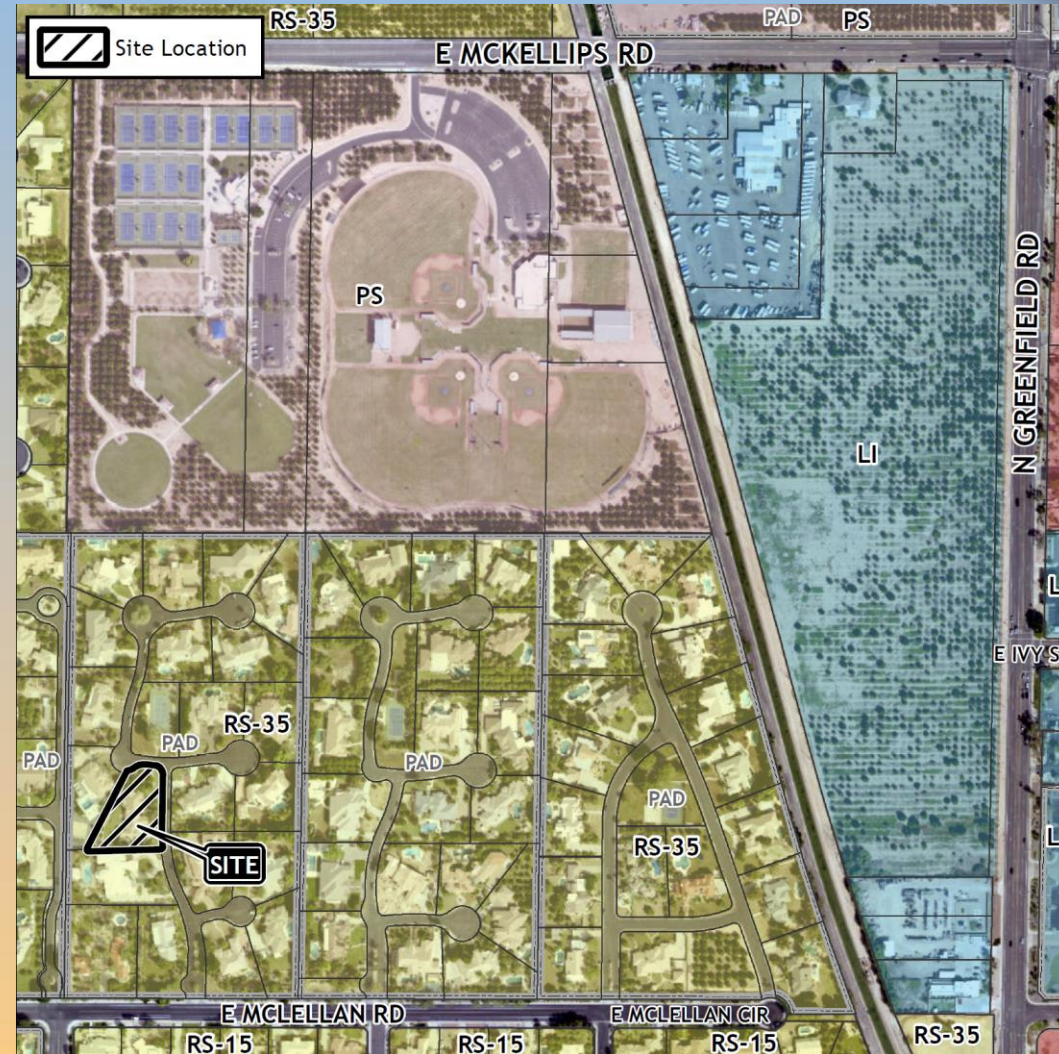 RS-35
PAD
PS
Site Location
E MCKELLIPS RD
N GREENFIELD RD
PS
LI
L
E IVY S
RS-35
PAD
PAD
PAD
PAD
RS-35
L
SITE
E MCLELLAN RD
E MCLELLAN CIR
RS-15
RS-15
RS-15
RS-35